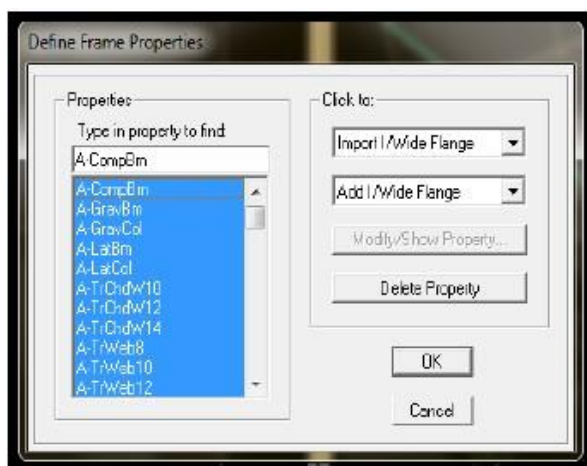 Define Frame Properties
Properties
Type in property to find:
A-CompBm
A-CompBm
A-GravBm
A-GravCol
A-LatBm
A-LatCol
A-TrChdW10
A-TrChdW12
A-TrChdW14
A-TrWeb8
A-TrWeb10
A-TrWeb12
Click to:
Import I/Wide Flange
Add I/Wide Flange
Modify/Show Property...
Delete Property
OK
Cancel